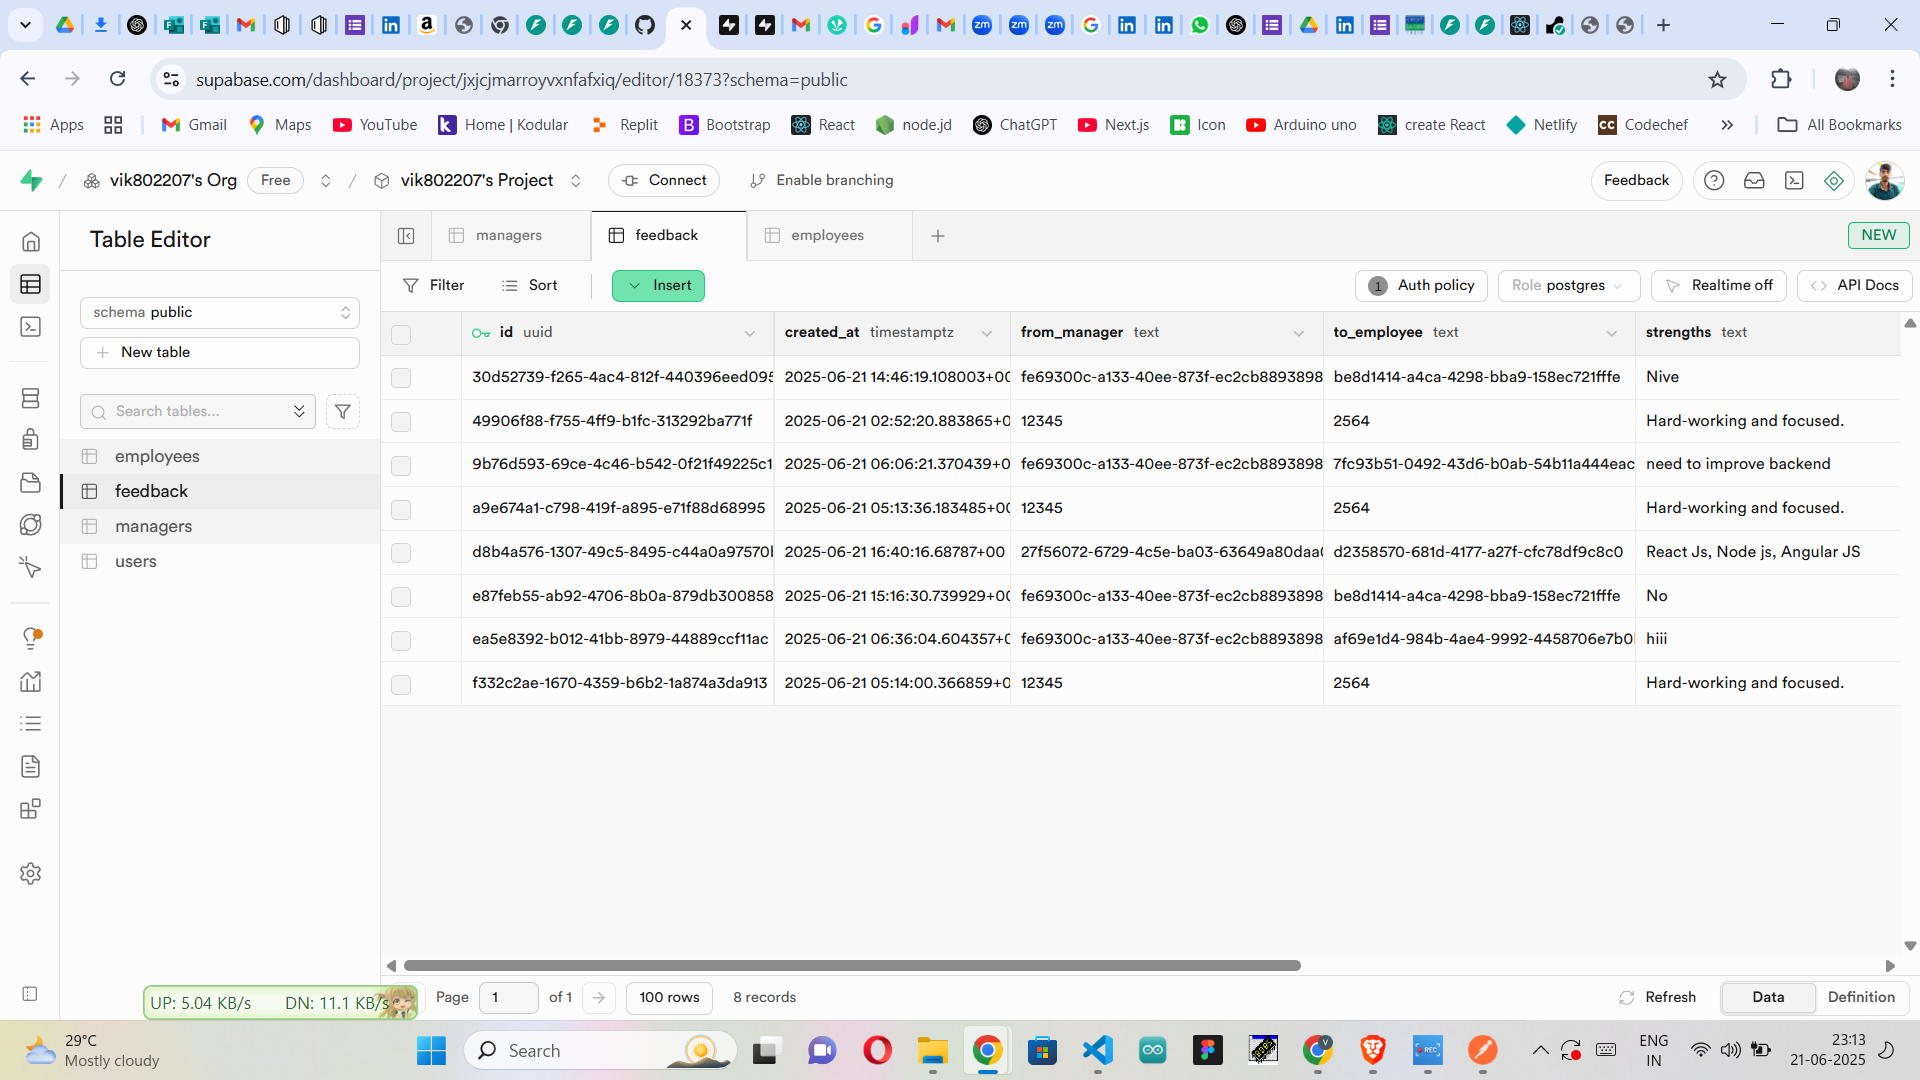 supabase.com/dashboard/project/jxjcjmarroyvxnfafxiq/editor/18373?schema=public
Apps Gmail Maps YouTube Home | Kodular Replit Bootstrap React node.jd ChatGPT Next.js Icon Arduino uno create React Netlify Codechef All Bookmarks
vik802207's Org Free vik802207's Project Connect Enable branching Feedback
Table Editor managers feedback employees NEW
Filter Sort Insert 1 Auth policy Role postgres Realtime off API Docs
schema public
New table
Search tables...
employees
feedback
managers
users
id uuid created_at timestamptz from_manager text to_employee text strengths text
30d52739-f265-4ac4-812f-440396eed095 2025-06-21 14:46:19.108003+00 fe69300c-a133-40ee-873f-ec2cb8893898 be8d1414-a4ca-4298-bba9-158ec721fffe Nive
49906f88-f755-4ff9-b1fc-313292ba771f 2025-06-21 02:52:20.883865+0 12345 2564 Hard-working and focused.
9b76d593-69ce-4c46-b542-0f21f49225c1 2025-06-21 06:06:21.370439+0 fe69300c-a133-40ee-873f-ec2cb8893898 7fc93b51-0492-43d6-b0ab-54b11a444eac need to improve backend
a9e674a1-c798-419f-a895-e71f88d68995 2025-06-21 05:13:36.183485+00 12345 2564 Hard-working and focused.
d8b4a576-1307-49c5-8495-c44a0a97570b 2025-06-21 16:40:16.68787+00 27f56072-6729-4c5e-ba03-63649a80daa0 d2358570-681d-4177-a27f-cfc78df9c8c0 React Js, Node js, Angular JS
e87feb55-ab92-4706-8b0a-879db300858 2025-06-21 15:16:30.739929+00 fe69300c-a133-40ee-873f-ec2cb8893898 be8d1414-a4ca-4298-bba9-158ec721fffe No
ea5e8392-b012-41bb-8979-44889ccf11ac 2025-06-21 06:36:04.604357+0 fe69300c-a133-40ee-873f-ec2cb8893898 af69e1d4-984b-4ae4-9992-4458706e7b0 hiii
f332c2ae-1670-4359-b6b2-1a874a3da913 2025-06-21 05:14:00.366859+0 12345 2564 Hard-working and focused.
UP: 5.04 KB/s DN: 11.1 KB/s Page 1 of 1 100 rows 8 records Refresh Data Definition
29°C
Mostly cloudy
Search
ENG
IN
23:13
21-06-2025